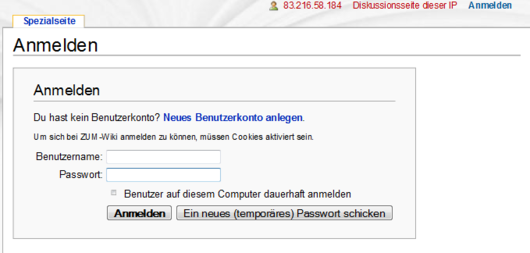 83.216.58.184 Diskussionsseite dieser IP Anmelden
Spezialseite
Anmelden
Anmelden
Du hast kein Benutzerkonto? Neues Benutzerkonto anlegen.
Um sich bei ZUM-Wiki anmelden zu können, müssen Cookies aktiviert sein.
Benutzername:
Passwort:
Benutzer auf diesem Computer dauerhaft anmelden
Anmelden Ein neues (temporäres) Passwort schicken